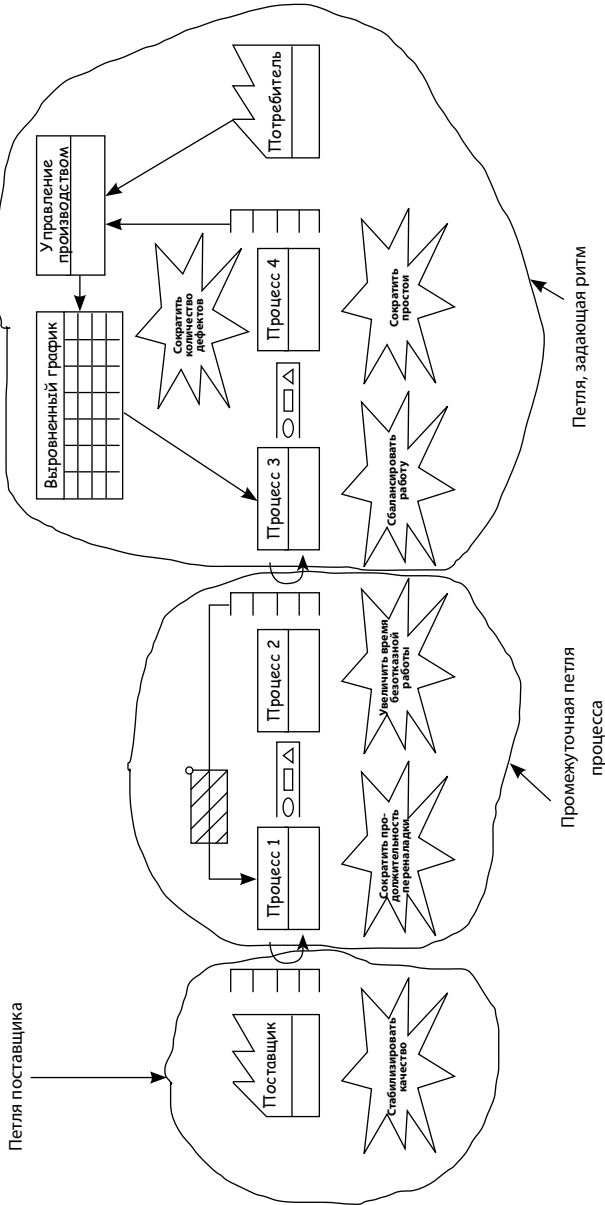 Петля поставщика
Поставщик
Стабилизировать
качество
Процесс 1
Процесс 2
Сократить про-
должительность
переналадки
Увеличить время
безотказной
работы
Промежуточная петля
процесса
Выровненный график
Управление
производством
Сократить
количество
дефектов
Процесс 3
Процесс 4
Потребитель
Сбалансировать
работу
Сократить
простои
Петля, задающая ритм